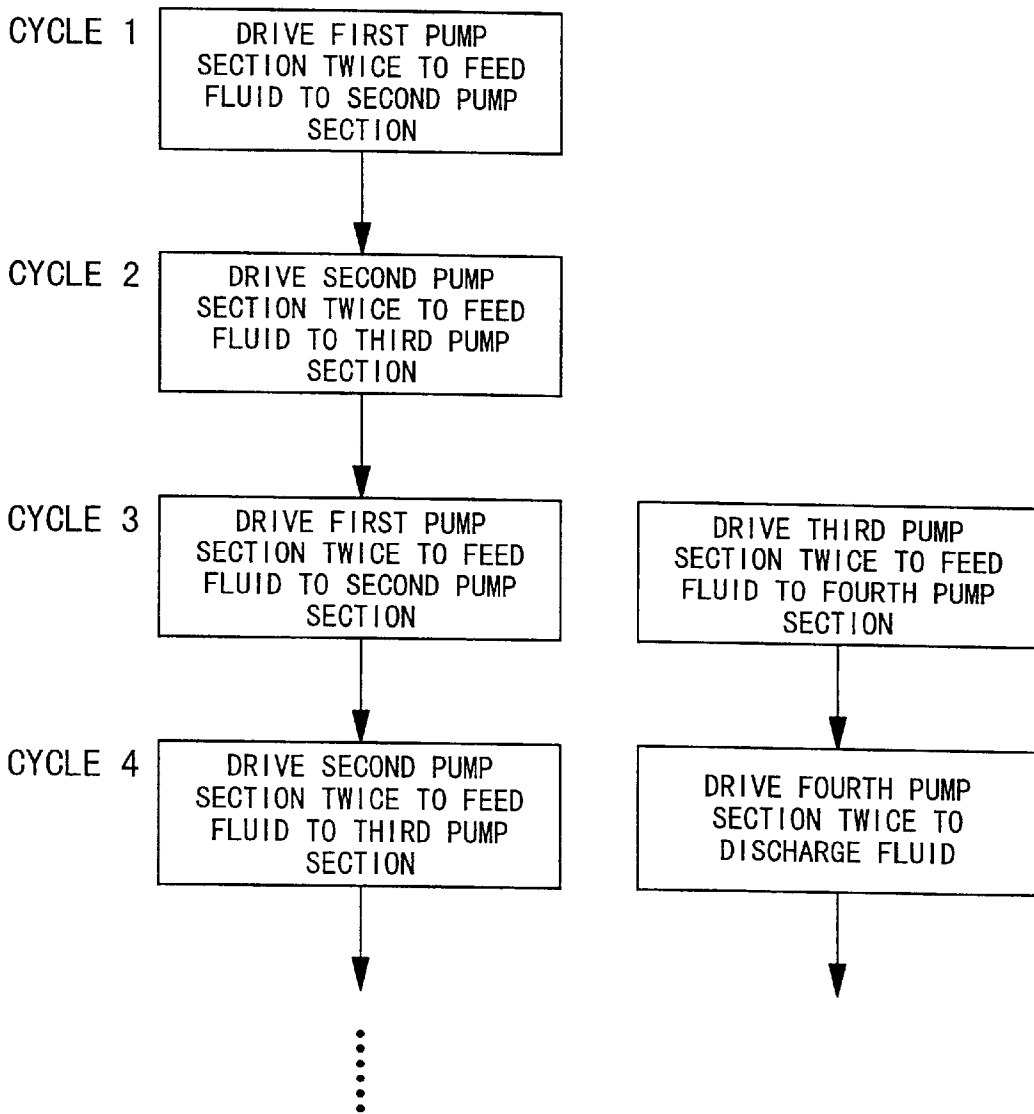 CYCLE 1
DRIVE FIRST PUMP
SECTION TWICE TO FEED
FLUID TO SECOND PUMP
SECTION
CYCLE 2
DRIVE SECOND PUMP
SECTION TWICE TO FEED
FLUID TO THIRD PUMP
SECTION
CYCLE 3
DRIVE FIRST PUMP
SECTION TWICE TO FEED
FLUID TO SECOND PUMP
SECTION
DRIVE THIRD PUMP
SECTION TWICE TO FEED
FLUID TO FOURTH PUMP
SECTION
CYCLE 4
DRIVE SECOND PUMP
SECTION TWICE TO FEED
FLUID TO THIRD PUMP
SECTION
DRIVE FOURTH PUMP
SECTION TWICE TO
DISCHARGE FLUID